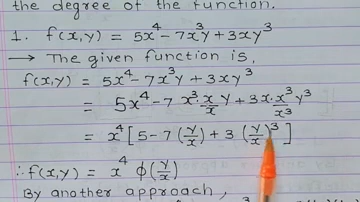 the degree of the function.
1. f(x,y) = 5x⁴-7x³y+3xy³
→ The given function is,
f(x,y) = 5x⁴-7x³y+3xy³
= 5x⁴-7 x³·x y/x + 3x·x³/x³ y³
= x⁴[5-7(y/x)+3(y/x)³]
∴ f(x,y) = x⁴ φ(y/x)
By another approach,